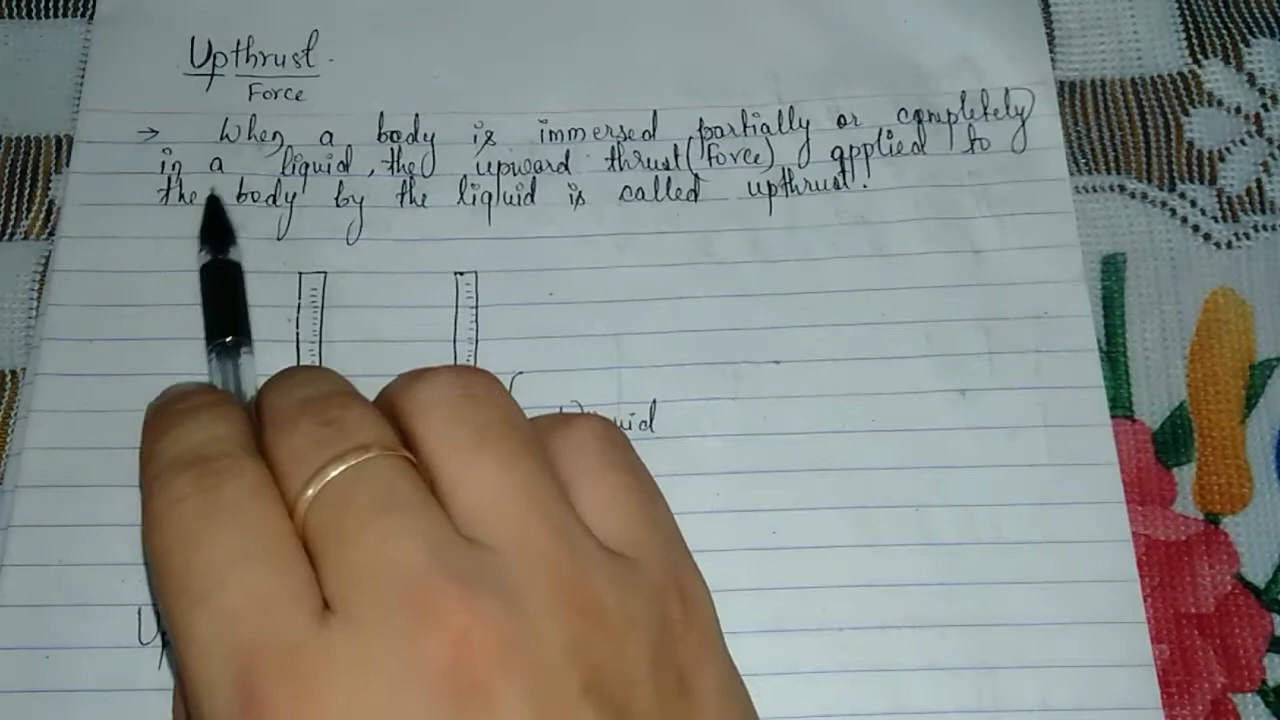 Upthrust.
Force
→ When a body is immersed partially or completely
in a liquid, the upward thrust (Force) applied to
the body by the liquid is called upthrust.